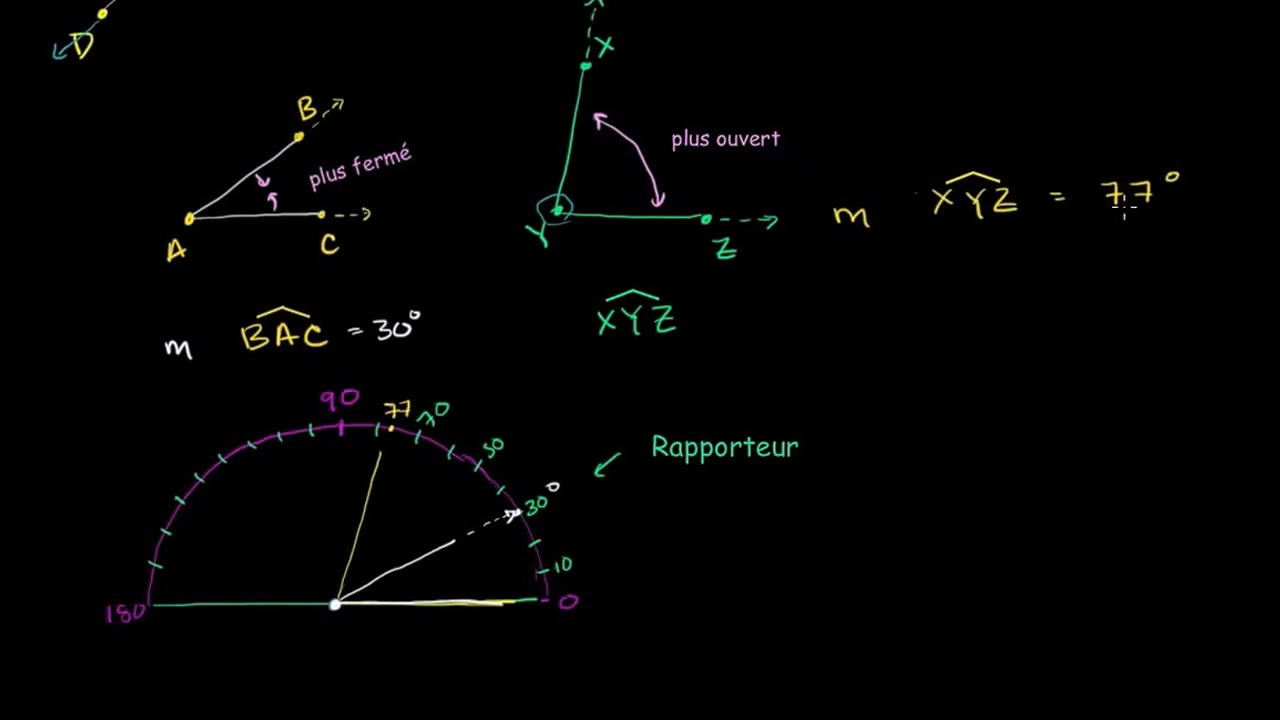 D
B
plus fermé
A
C
X
plus ouvert
Y
Z
m XYZ = 77°
m BAC = 30°
XYZ
90
77
70
50
30°
10
0
180
Rapporteur